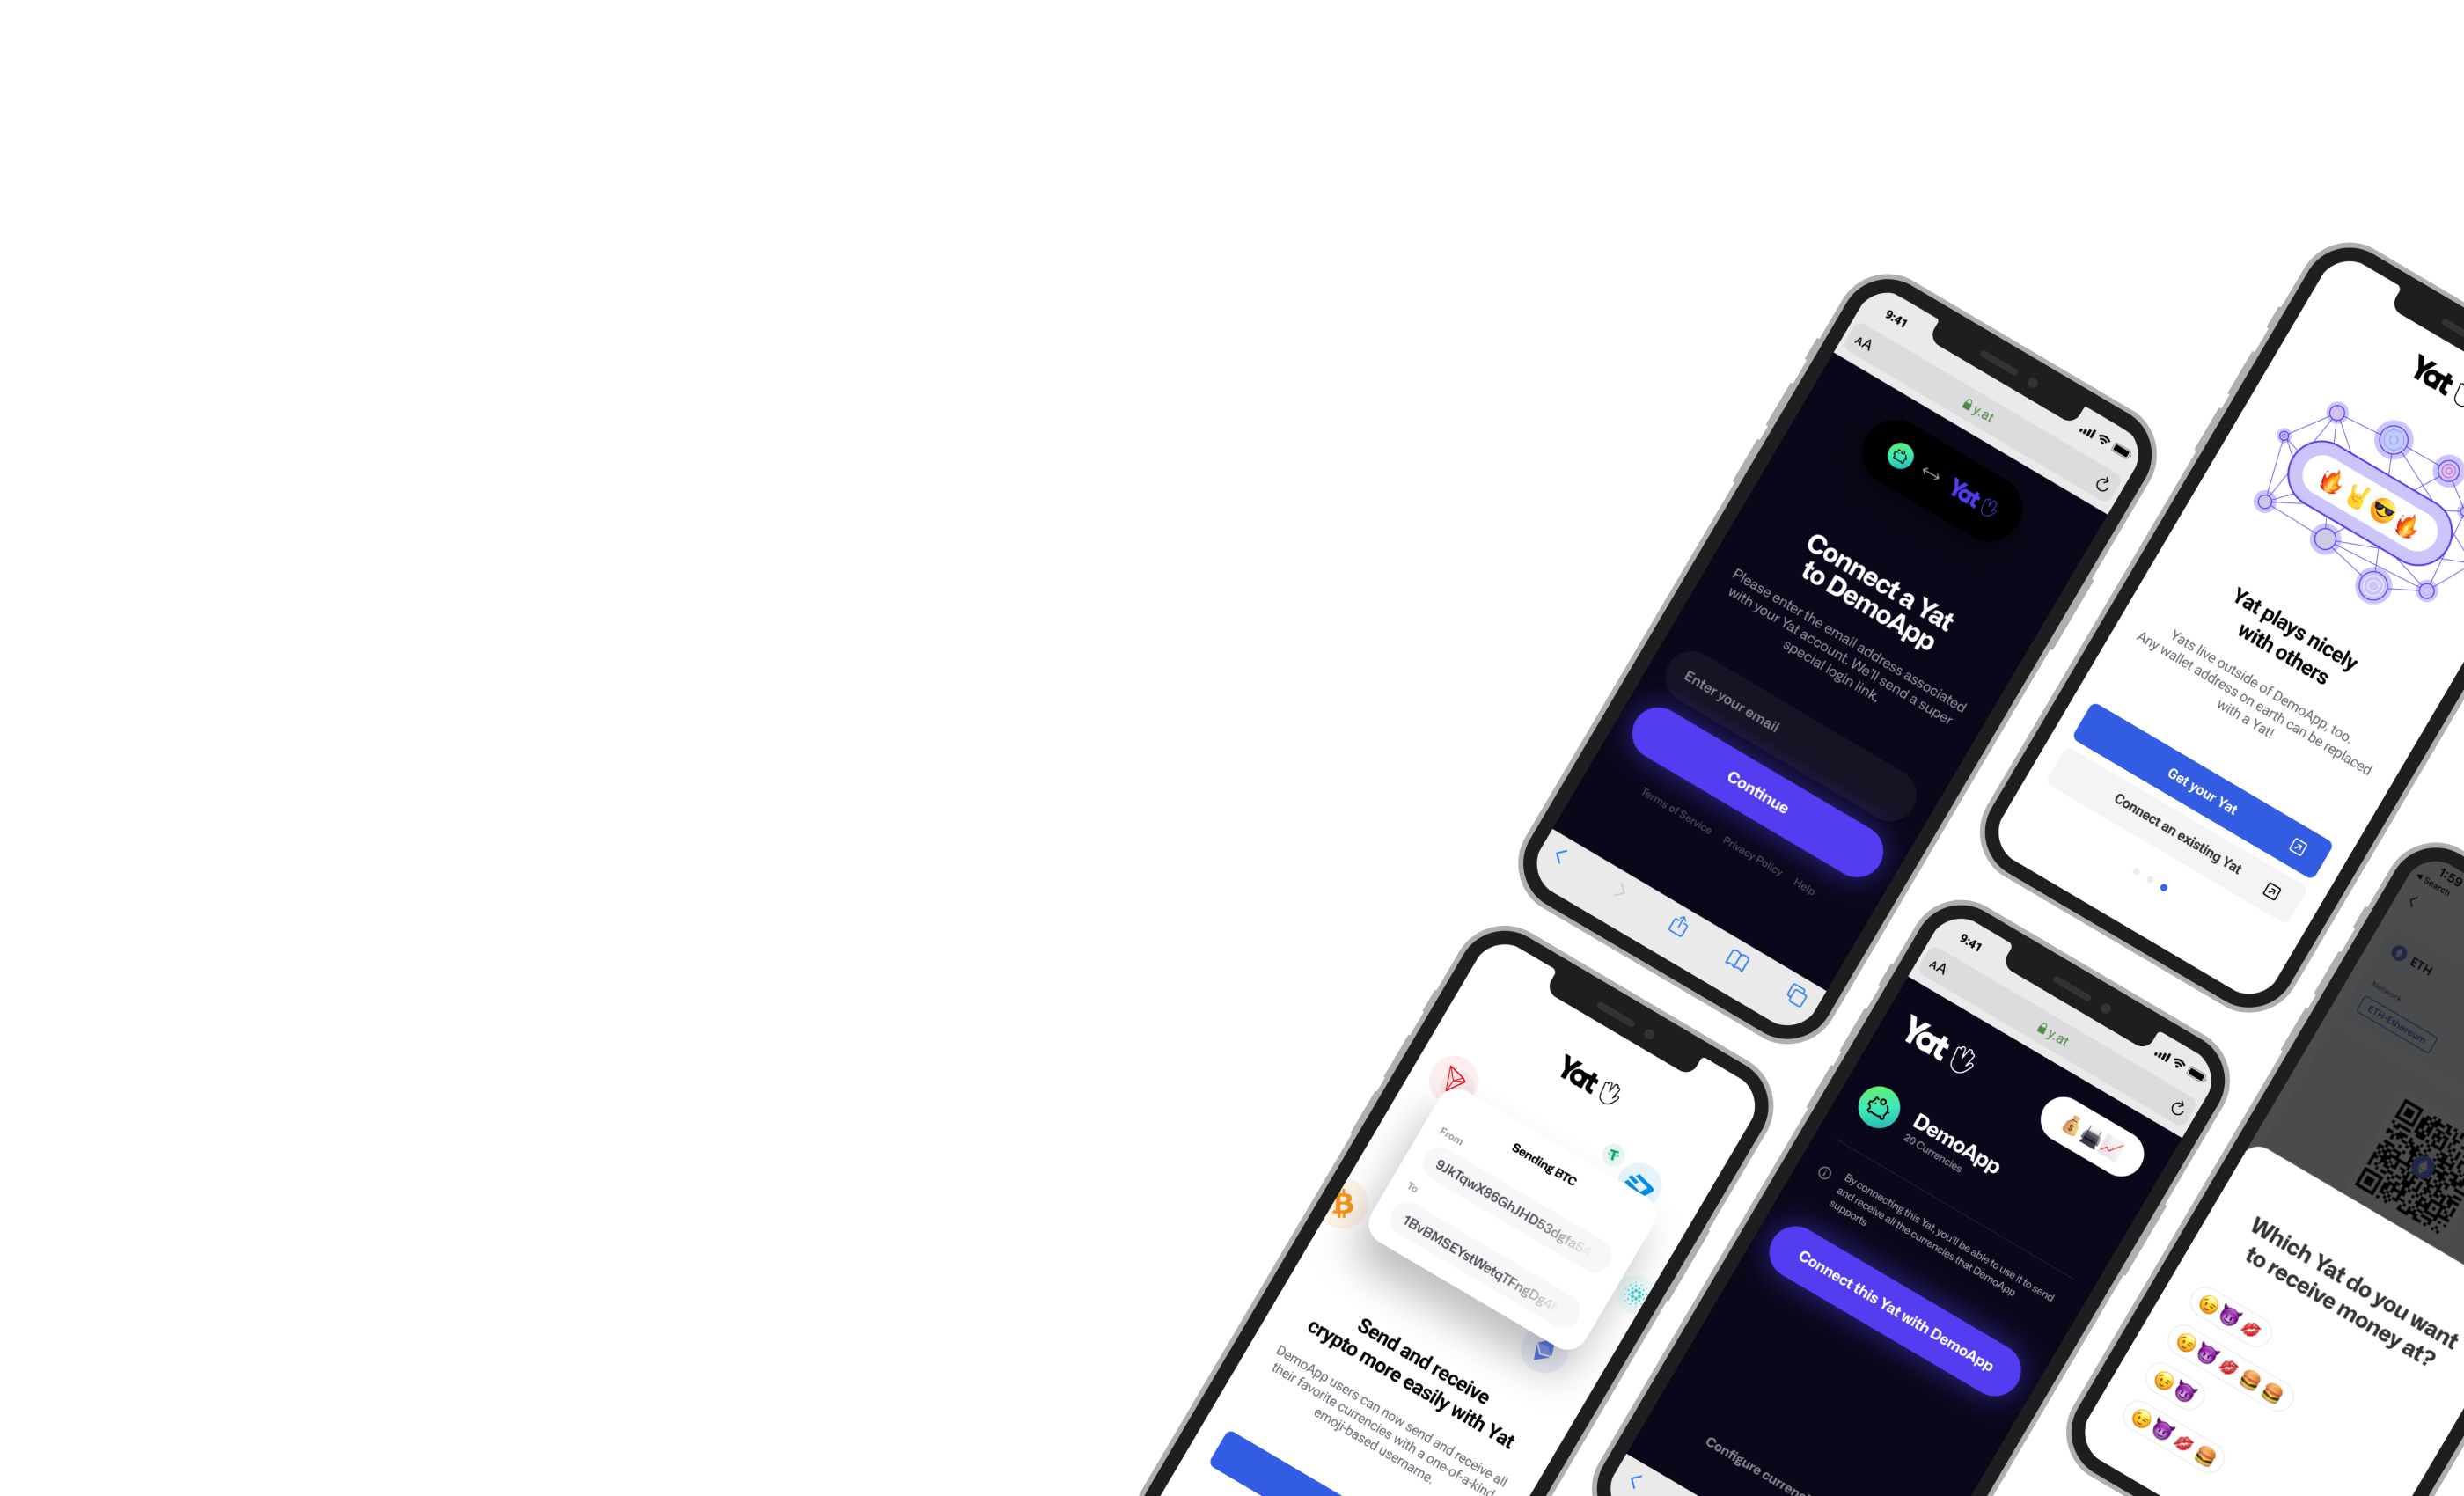 9:41
AA
y.at
Yat
Connect a Yat
to DemoApp
Please enter the email address associated
with your Yat account. We'll send a super
special login link.
Enter your email
Continue
Terms of Service Privacy Policy Help
Yat
Yat plays nicely
with others
Yats live outside of DemoApp, too.
Any wallet address on earth can be replaced
with a Yat!
Get your Yat
Connect an existing Yat
Yat
Sending BTC
From
9JkTqwX86GhJHD53dgfa54
To
1BvBMSEYstWetqTFngDg4
Send and receive
crypto more easily with Yat
DemoApp users can now send and receive all
their favorite currencies with a one-of-a-kind
emoji-based username.
9:41
AA
y.at
Yat
DemoApp
20 Currencies
By connecting this Yat, you'll be able to use it to send
and receive all the currencies that DemoApp
supports
Connect this Yat with DemoApp
Configure
1:59
Search
ETH
Network
ETH-Ethereum
Which Yat do you want
to receive money at?